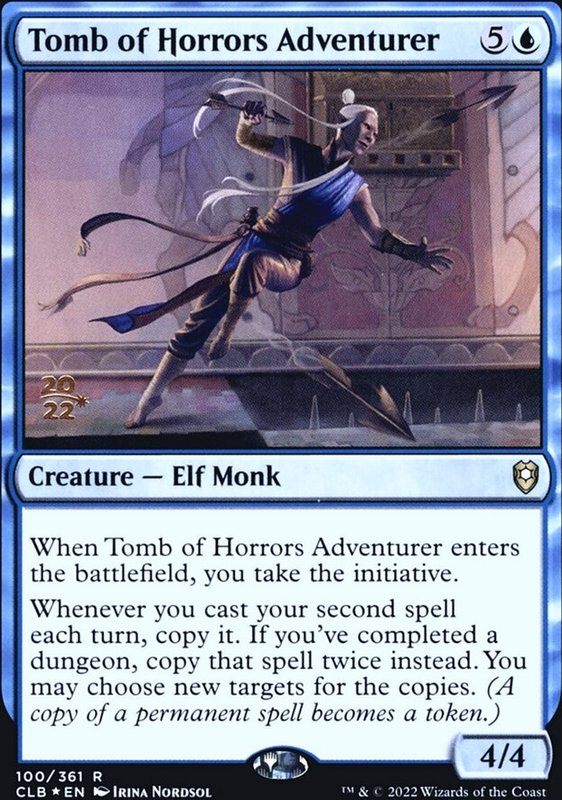 Tomb of Horrors Adventurer 5
20
22
Creature — Elf Monk
When Tomb of Horrors Adventurer enters
the battlefield, you take the initiative.
Whenever you cast your second spell
each turn, copy it. If you've completed a
dungeon, copy that spell twice instead. You
may choose new targets for the copies. (A
copy of a permanent spell becomes a token.)
4/4
100/361 R
CLB ★ EN Irina Nordsol
™ & © 2022 Wizards of the Coast